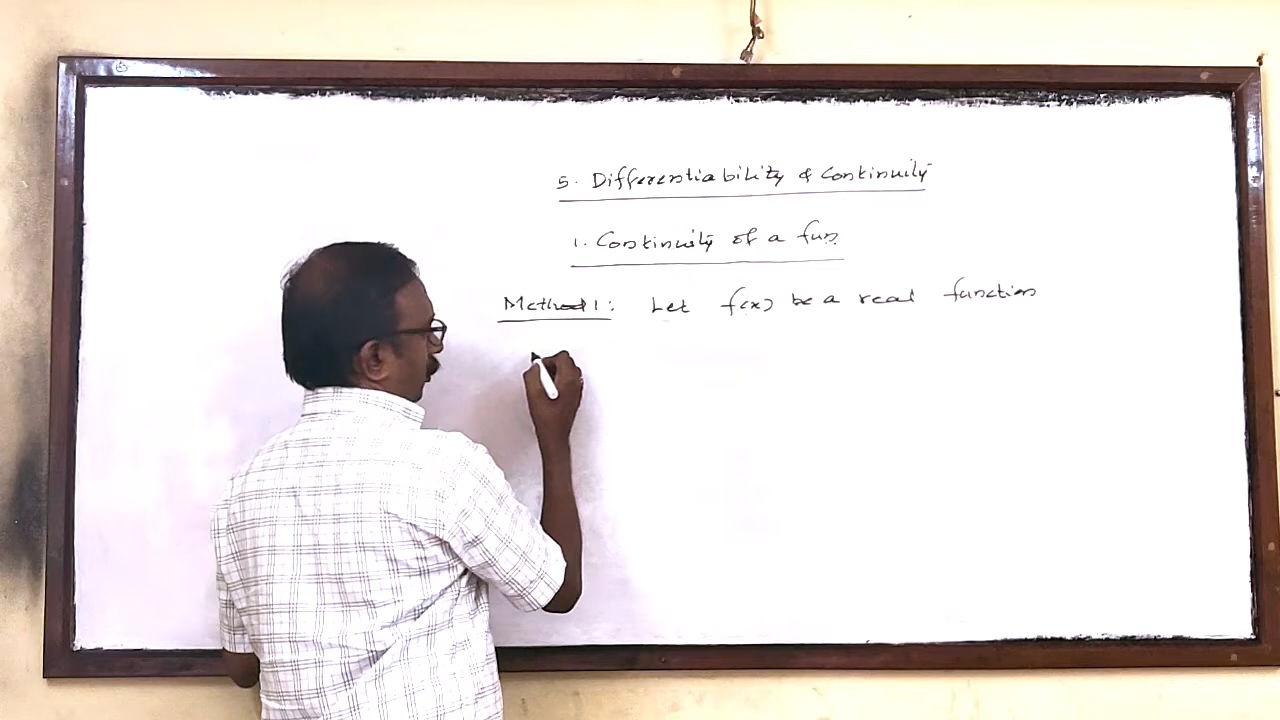 5. Differentiability & Continuity
1. Continuity of a fun
Method 1: Let f(x) be a real function